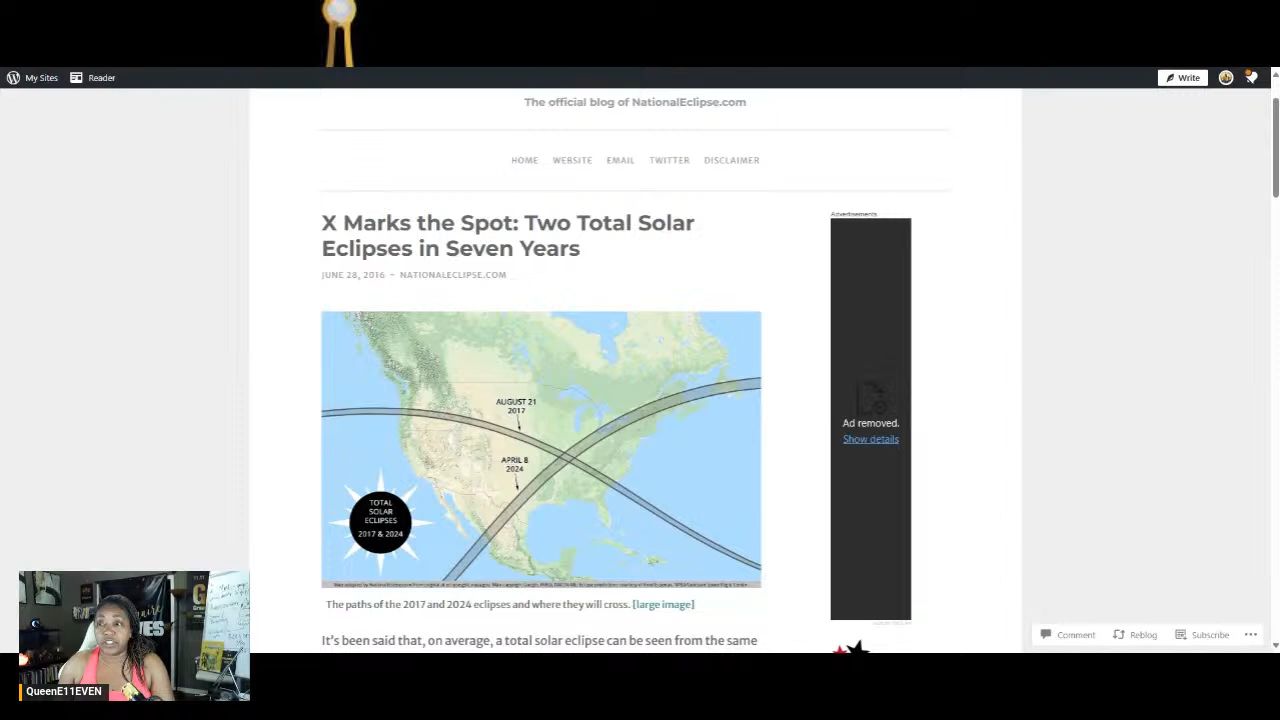 My Sites
Reader
Write
The official blog of NationalEclipse.com
HOME WEBSITE EMAIL TWITTER DISCLAIMER
X Marks the Spot: Two Total Solar
Eclipses in Seven Years
JUNE 28, 2016 ~ NATIONALECLIPSE.COM
Advertisements
AUGUST 21
2017
APRIL 8
2024
TOTAL
SOLAR
ECLIPSES
2017 & 2024
Ad removed.
Show details
The paths of the 2017 and 2024 eclipses and where they will cross. [large image]
It's been said that, on average, a total solar eclipse can be seen from the same
Comment
Reblog
Subscribe
QueenE11EVEN